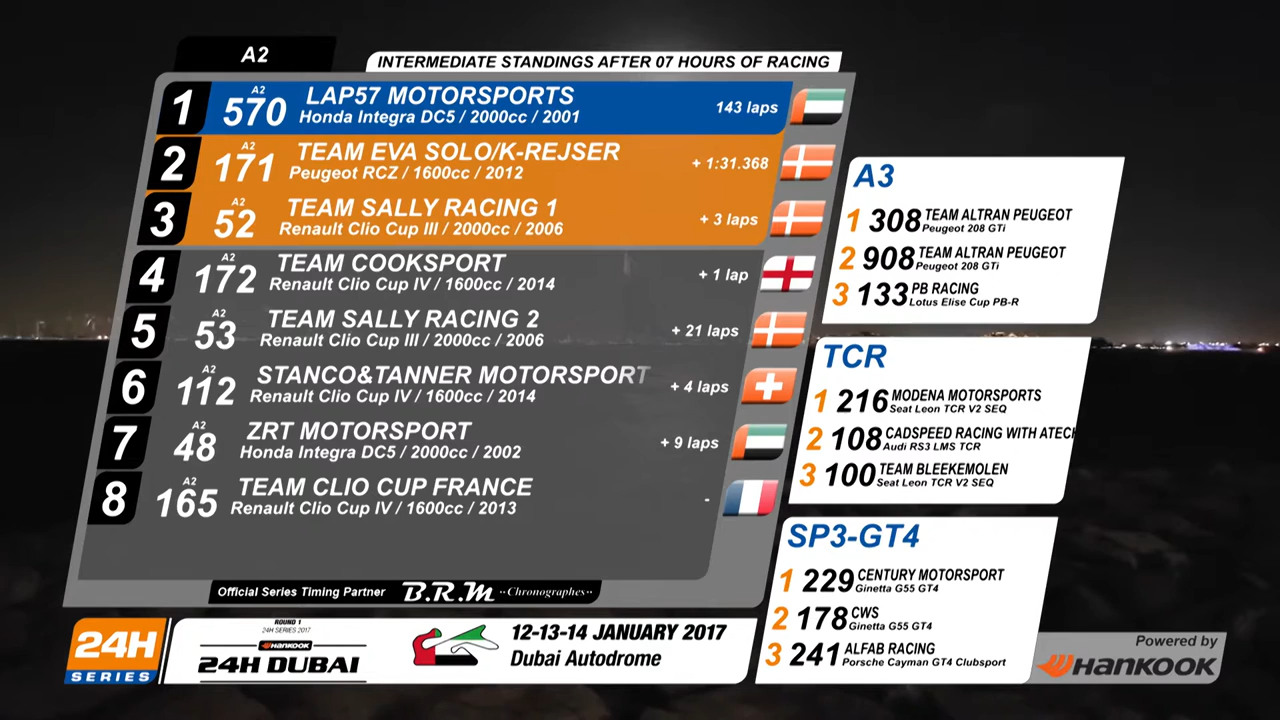 A2
INTERMEDIATE STANDINGS AFTER 07 HOURS OF RACING
1 A2 570 LAP57 MOTORSPORTS 143 laps
Honda Integra DC5 / 2000cc / 2001
2 A2 171 TEAM EVA SOLO/K-REJSER + 1:31.368
Peugeot RCZ / 1600cc / 2012
3 A2 52 TEAM SALLY RACING 1 + 3 laps
Renault Clio Cup III / 2000cc / 2006
4 A2 172 TEAM COOKSPORT + 1 lap
Renault Clio Cup IV / 1600cc / 2014
5 A2 53 TEAM SALLY RACING 2 + 21 laps
Renault Clio Cup III / 2000cc / 2006
6 A2 112 STANCO&TANNER MOTORSPORT + 4 laps
Renault Clio Cup IV / 1600cc / 2014
7 A2 48 ZRT MOTORSPORT + 9 laps
Honda Integra DC5 / 2000cc / 2002
8 A2 165 TEAM CLIO CUP FRANCE -
Renault Clio Cup IV / 1600cc / 2013
Official Series Timing Partner B.R.M ··Chronographes··
A3
1 308 TEAM ALTRAN PEUGEOT
Peugeot 208 GTi
2 908 TEAM ALTRAN PEUGEOT
Peugeot 208 GTi
3 133 PB RACING
Lotus Elise Cup PB-R
TCR
1 216 MODENA MOTORSPORTS
Seat Leon TCR V2 SEQ
2 108 CADSPEED RACING WITH ATECH
Audi RS3 LMS TCR
3 100 TEAM BLEEKEMOLEN
Seat Leon TCR V2 SEQ
SP3-GT4
1 229 CENTURY MOTORSPORT
Ginetta G55 GT4
2 178 CWS
Ginetta G55 GT4
3 241 ALFAB RACING
Porsche Cayman GT4 Clubsport
24H
SERIES
ROUND 1
24H SERIES 2017
HANKOOK
24H DUBAI
12-13-14 JANUARY 2017
Dubai Autodrome
Powered by
HANKOOK